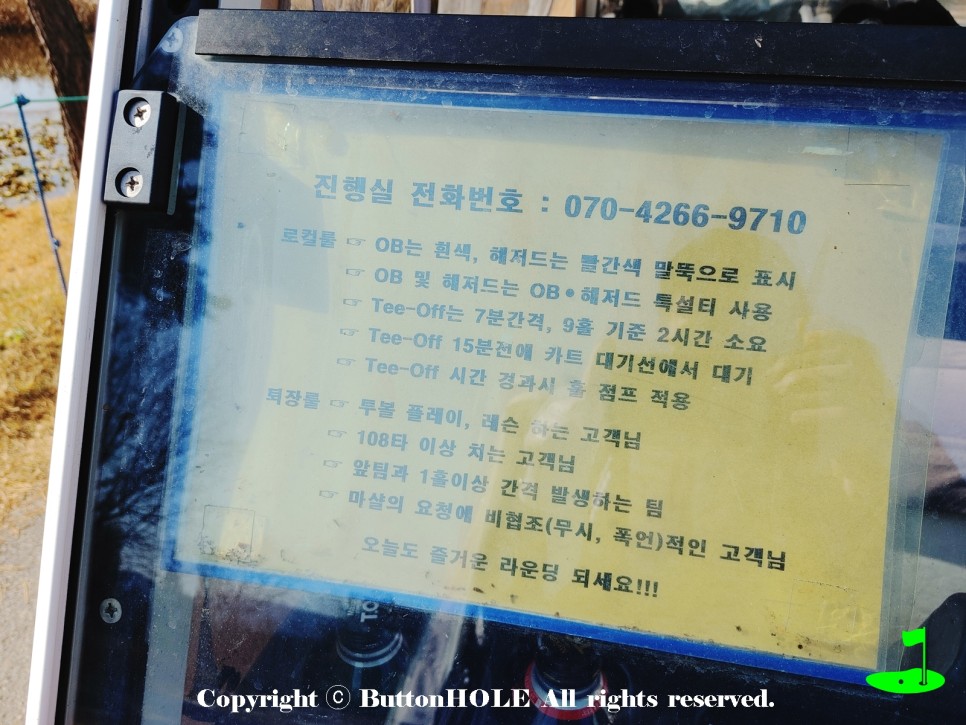 진행실 전화번호 : 070-4266-9710
로컬룰 ☞ OB는 흰색, 해저드는 빨간색 말뚝으로 표시
☞ OB 및 해저드는 OB•해저드 특설티 사용
☞ Tee-Off는 7분간격, 9홀 기준 2시간 소요
☞ Tee-Off 15분전에 카트 대기선에서 대기
☞ Tee-Off 시간 경과시 홀 점프 적용
퇴장룰 ☞ 투볼 플레이, 레슨 하는 고객님
☞ 108타 이상 치는 고객님
☞ 앞팀과 1홀이상 간격 발생하는 팀
☞ 마샬의 요청에 비협조(무시, 폭언)적인 고객님
오늘도 즐거운 라운딩 되세요!!!
Copyright ⓒ ButtonHOLE All rights reserved.